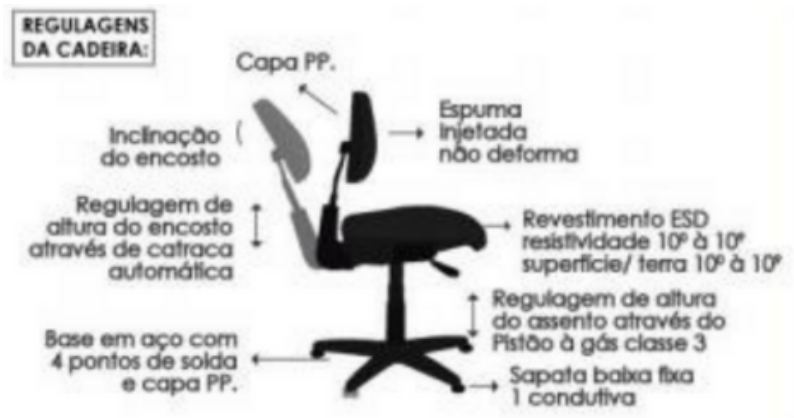 REGULAGENS
DA CADEIRA:
Capa PP.
Inclinação
do encosto
Espuma
Injetada
não deforma
Regulagem de
altura do encosto
através de catraca
automática
Revestimento ESD
resistividade à
superfície/ terra à
Regulagem de altura
do assento através do
Pistão à gás classe 3
Base em aço com
4 pontos de solda
e capa PP.
Sapata baixa fixa
1 condutiva